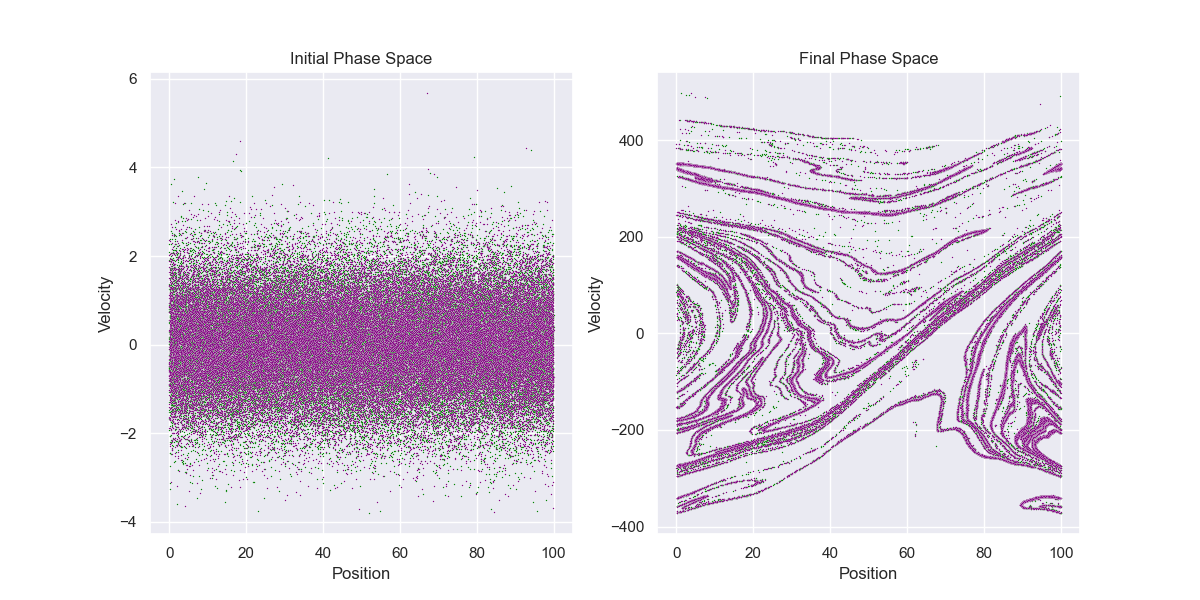 Initial Phase Space
6
4
2
0
−2
−4
0 20 40 60 80 100
Velocity
Position
Final Phase Space
400
200
0
−200
−400
0 20 40 60 80 100
Velocity
Position